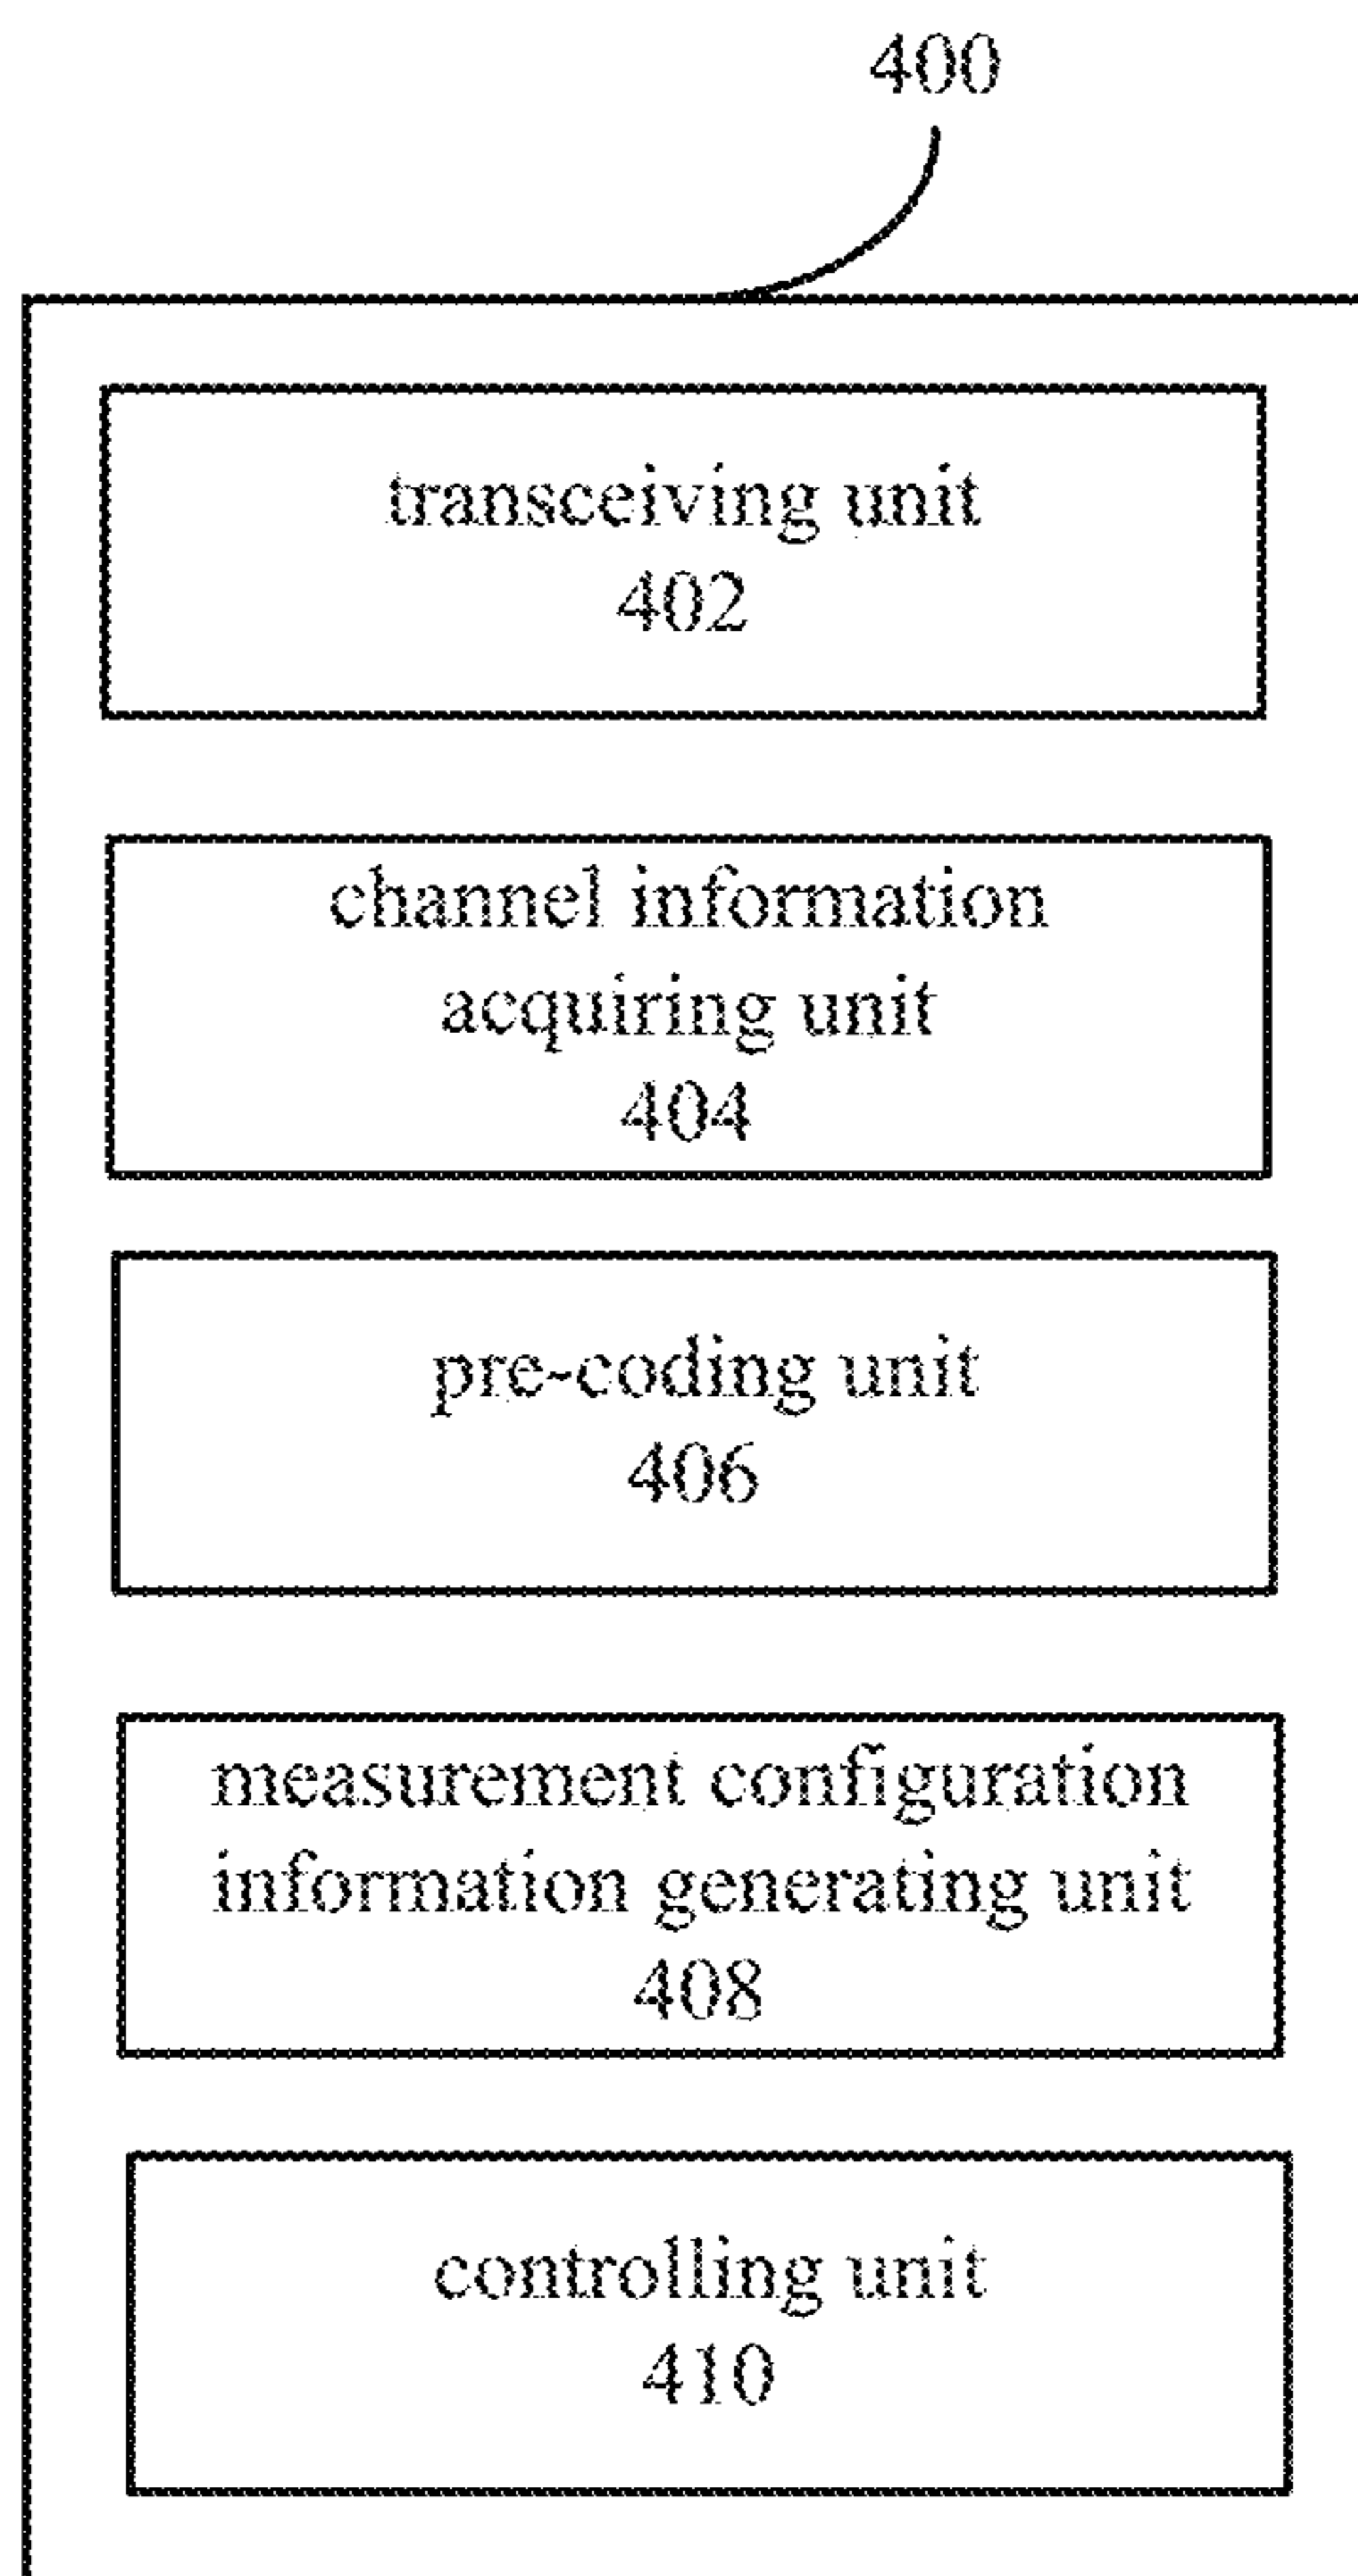 400
transceiving unit
402
channel information
acquiring unit
404
pre-coding unit
406
measurement configuration
information generating unit
408
controlling unit
410